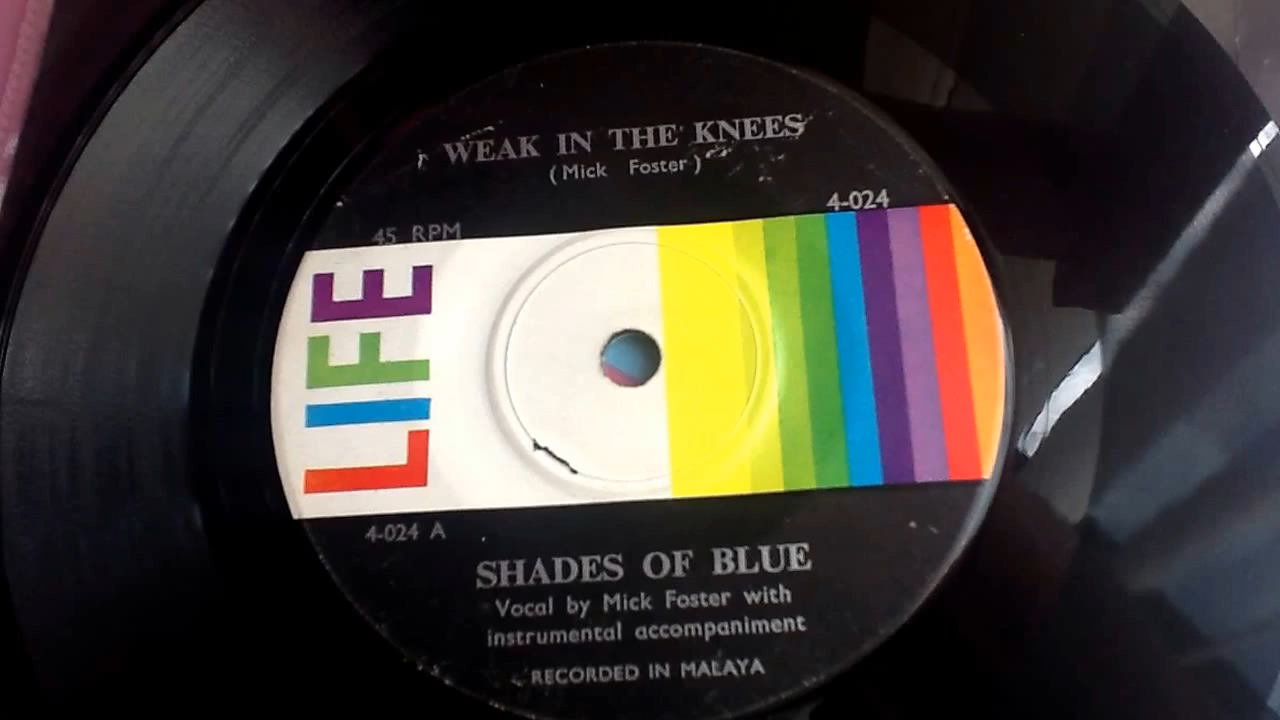 WEAK IN THE KNEES
(Mick Foster)
4-024
45 RPM
LIFE
4-024 A
SHADES OF BLUE
Vocal by Mick Foster with
instrumental accompaniment
RECORDED IN MALAYA